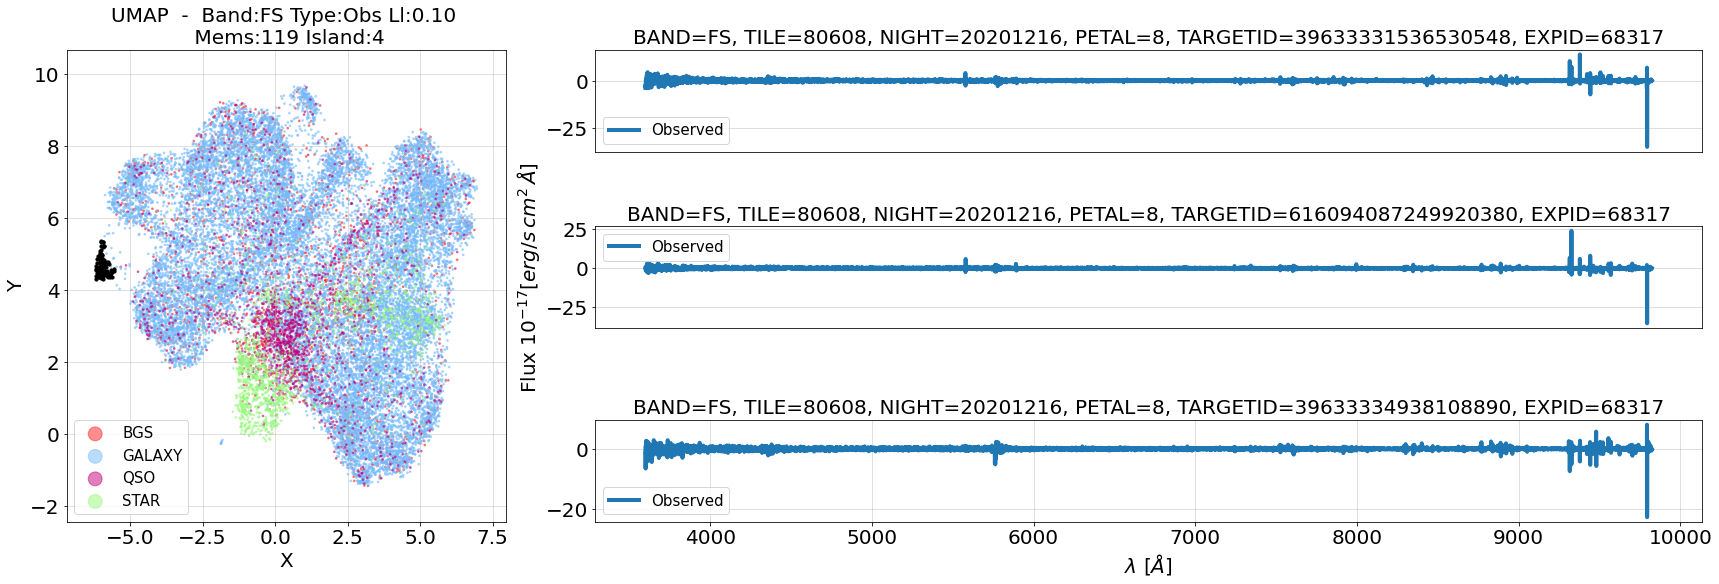 UMAP  -  Band:FS Type:Obs Ll:0.10
Mems:119 Island:4
10
8
6
4
2
0
−2
Y
−5.0
−2.5
0.0
2.5
5.0
7.5
X
BGS
GALAXY
QSO
STAR
Flux 10⁻¹⁷[erg/s cm² Å]
BAND=FS, TILE=80608, NIGHT=20201216, PETAL=8, TARGETID=39633331536530548, EXPID=68317
0
−25
Observed
BAND=FS, TILE=80608, NIGHT=20201216, PETAL=8, TARGETID=616094087249920380, EXPID=68317
25
0
−25
Observed
BAND=FS, TILE=80608, NIGHT=20201216, PETAL=8, TARGETID=39633334938108890, EXPID=68317
0
−20
Observed
4000
5000
6000
7000
8000
9000
10000
λ [Å]